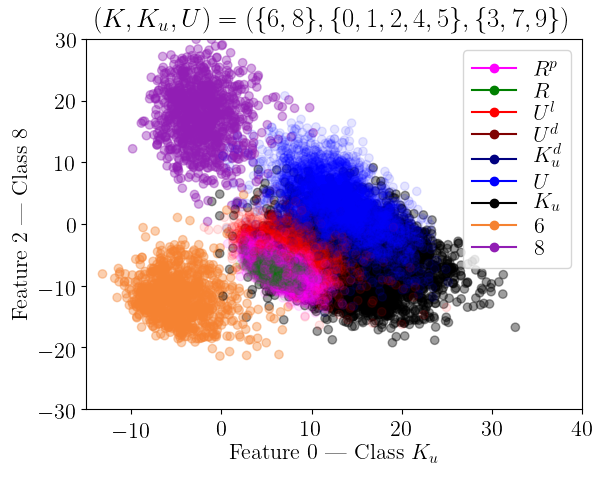 (K, K_u, U) = ({6, 8}, {0, 1, 2, 4, 5}, {3, 7, 9})
30
20
10
0
−10
−20
−30
Feature 2 — Class 8
R^p
R
U^l
U^d
K_u^d
U
K_u
6
8
−10 0 10 20 30 40
Feature 0 — Class K_u